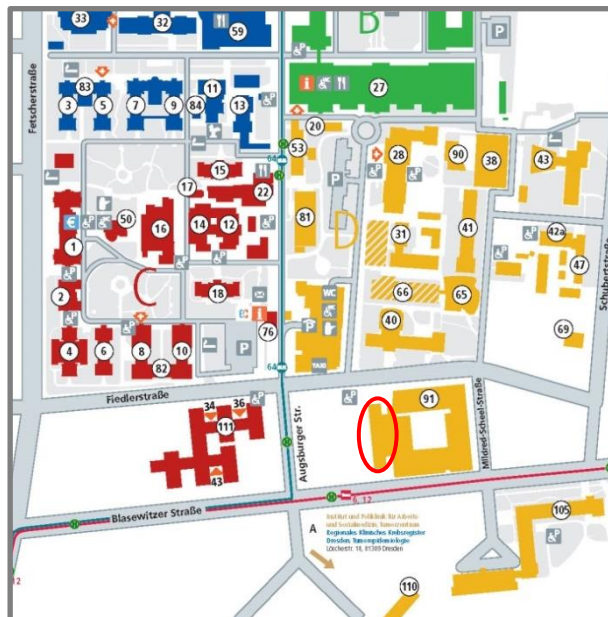 33
32
59
B
P
83
3
5
7
9
84
11
13
i
27
P
Fetscherstraße
53
20
28
90
38
43
64
15
17
22
81
D
€
1
50
16
14
12
31
41
42a
47
C
2
18
66
65
WC
Schubertstraße
i
76
P
40
69
4
6
8
10
82
64
TAXI
Fiedlerstraße
34
36
111
43
Augsburger Str.
91
Mildred-Scheel-Straße
6, 12
Blasewitzer Straße
12
A
Institut und Poliklinik für Arbeits-
und Sozialmedizin, Tumorzentrum
Regionales Klinisches Krebsregister
Dresden, Tumorepidemiologie
105
110